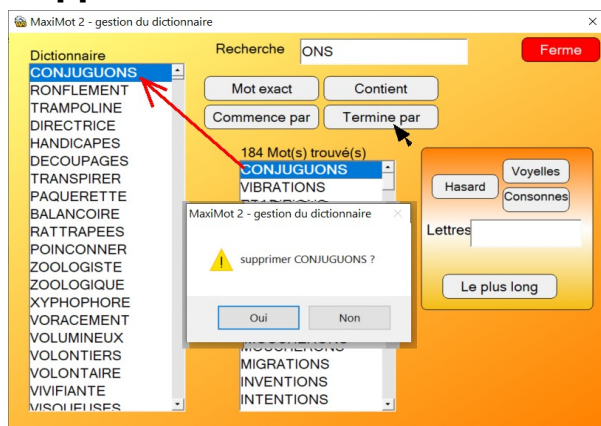 MaxiMot 2 - gestion du dictionnaire
Recherche
ONS
Ferme
Dictionnaire
CONJUGUONS
RONFLEMENT
TRAMPOLINE
DIRECTRICE
HANDICAPES
DECOUPAGES
TRANSPIRER
PAQUERETTE
BALANCOIRE
RATTRAPEES
POINCONNER
ZOOLOGISTE
ZOOLOGIQUE
XYPHOPHORE
VORACEMENT
VOLUMINEUX
VOLONTIERS
VOLONTAIRE
VIVIFIANTE
VISQUEUSES
Mot exact
Contient
Commence par
Termine par
184 Mot(s) trouvé(s)
CONJUGUONS
VIBRATIONS
MaxiMot 2 - gestion du dictionnaire
supprimer CONJUGUONS ?
Oui
Non
MOUCHERONS
MIGRATIONS
INVENTIONS
INTENTIONS
Hasard
Voyelles
Consonnes
Lettres
Le plus long